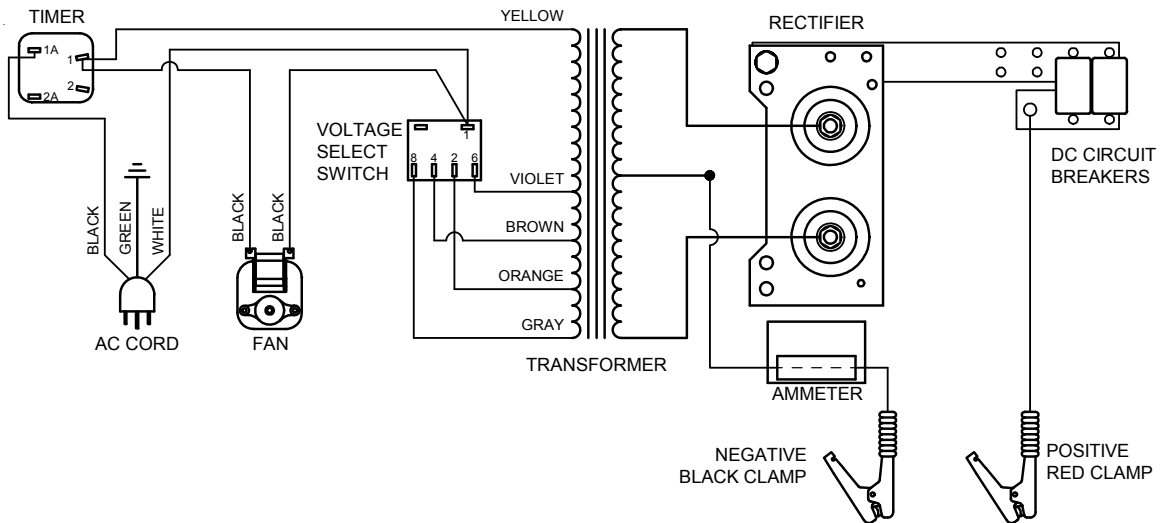 TIMER
1A
1
2
2A
YELLOW
RECTIFIER
VOLTAGE
SELECT
SWITCH
1
8 4 2 6
VIOLET
BROWN
ORANGE
GRAY
DC CIRCUIT
BREAKERS
BLACK
GREEN
WHITE
BLACK
BLACK
AC CORD
FAN
TRANSFORMER
AMMETER
NEGATIVE
BLACK CLAMP
POSITIVE
RED CLAMP